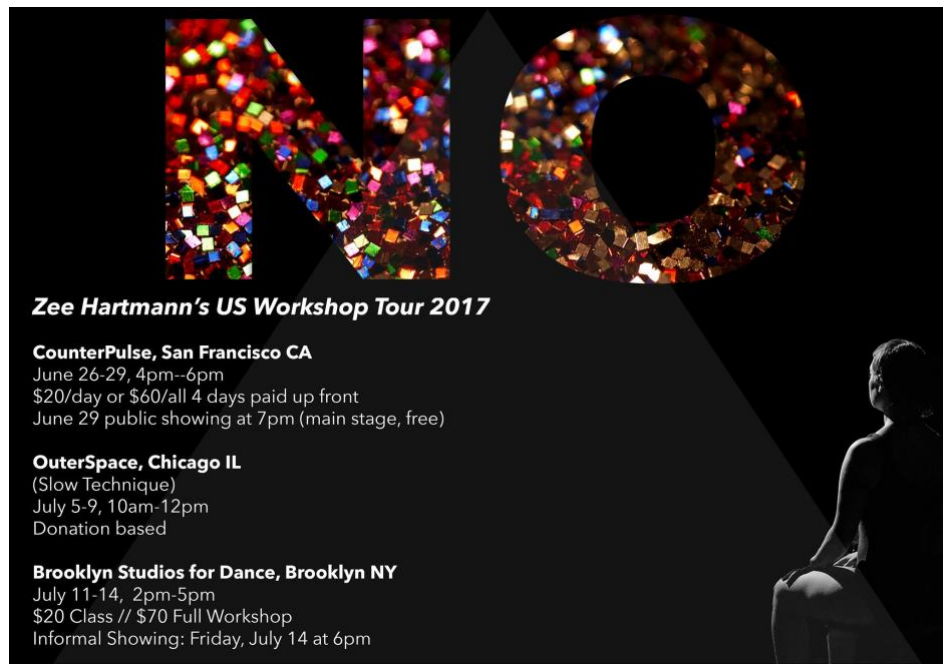 NO
Zee Hartmann's US Workshop Tour 2017
CounterPulse, San Francisco CA
June 26-29, 4pm--6pm
$20/day or $60/all 4 days paid up front
June 29 public showing at 7pm (main stage, free)
OuterSpace, Chicago IL
(Slow Technique)
July 5-9, 10am-12pm
Donation based
Brooklyn Studios for Dance, Brooklyn NY
July 11-14,  2pm-5pm
$20 Class // $70 Full Workshop
Informal Showing: Friday, July 14 at 6pm